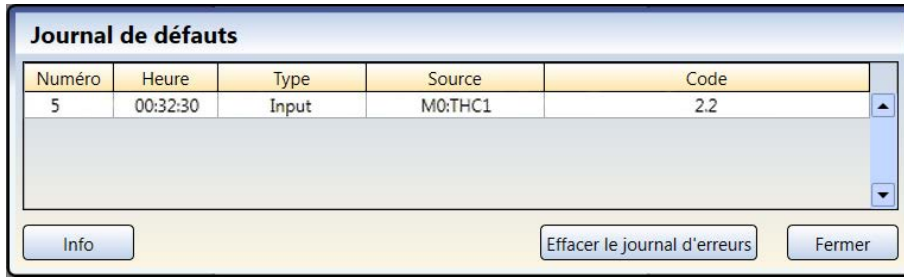 Journal de défauts
Numéro Heure Type Source Code
5 00:32:30 Input M0:THC1 2.2
Info Effacer le journal d'erreurs Fermer